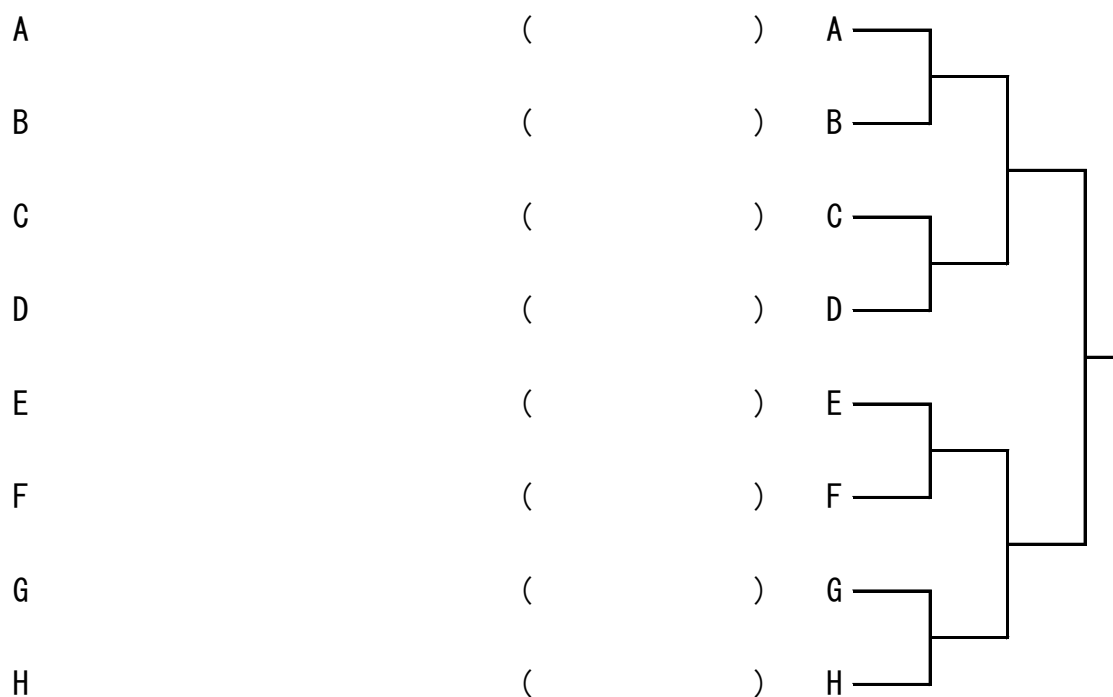 A ( ) A
B ( ) B
C ( ) C
D ( ) D
E ( ) E
F ( ) F
G ( ) G
H ( ) H